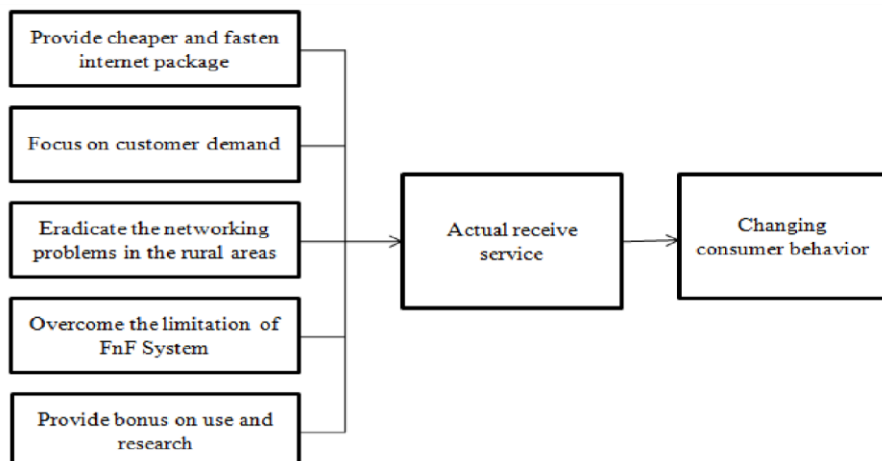 Provide cheaper and fasten
internet package
Focus on customer demand
Eradicate the networking
problems in the rural areas
Overcome the limitation of
FnF System
Provide bonus on use and
research
Actual receive
service
Changing
consumer behavior